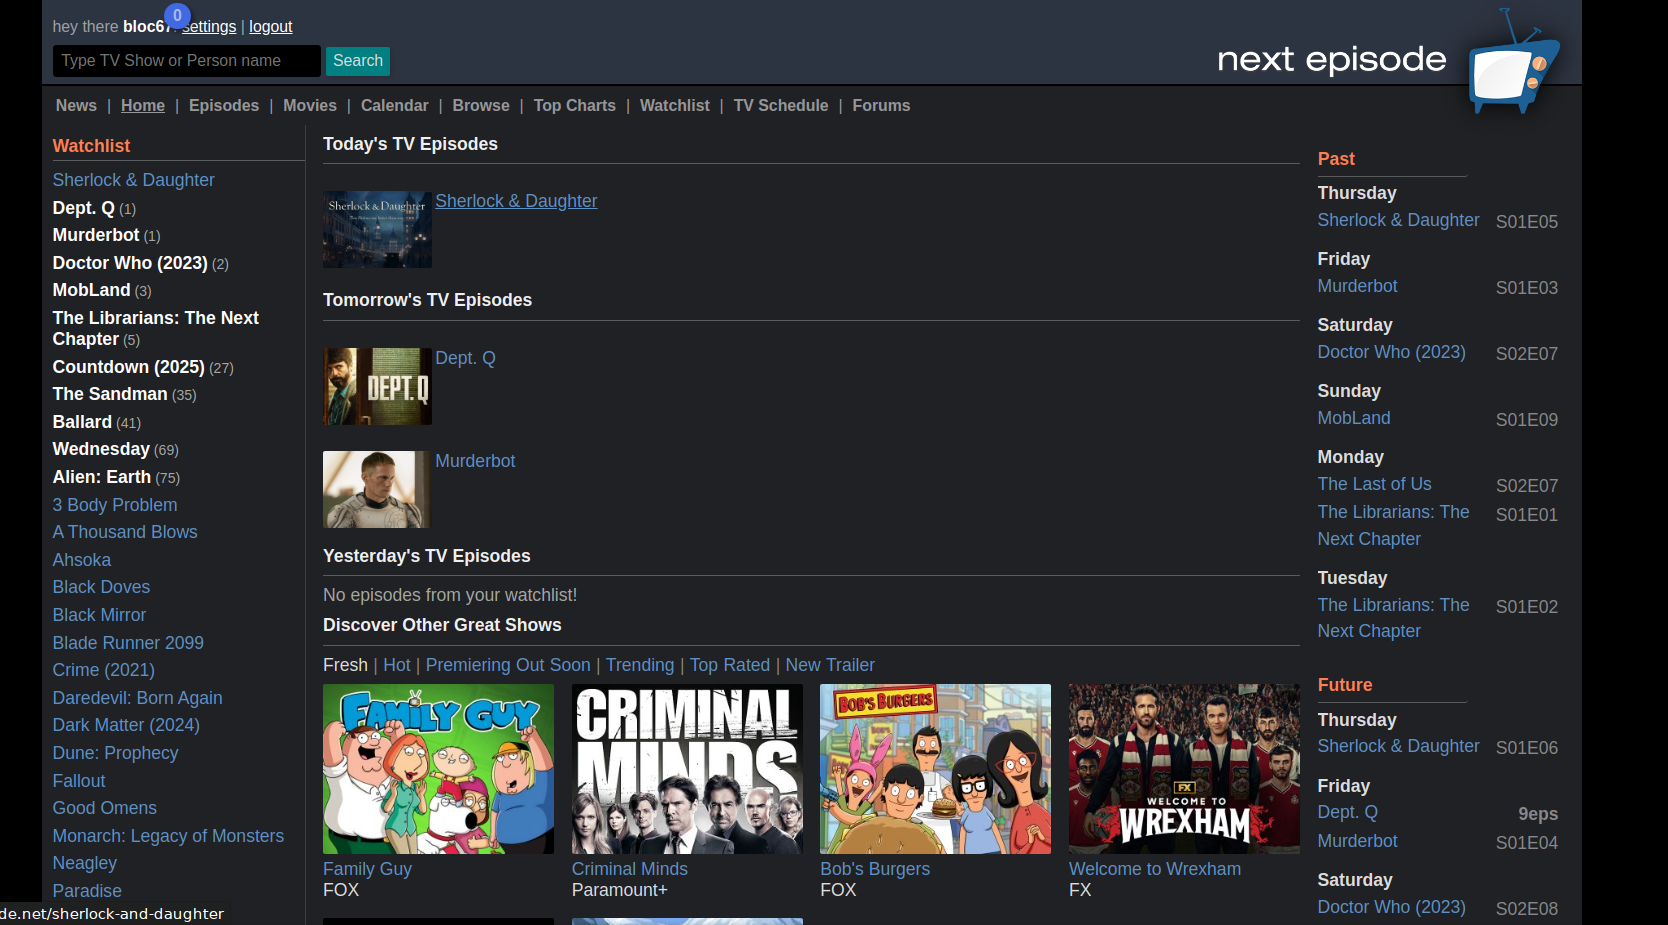 hey there bloc67 settings | logout
0
Type TV Show or Person name
Search
next episode
News | Home | Episodes | Movies | Calendar | Browse | Top Charts | Watchlist | TV Schedule | Forums
Watchlist
Sherlock & Daughter
Dept. Q (1)
Murderbot (1)
Doctor Who (2023) (2)
MobLand (3)
The Librarians: The Next
Chapter (5)
Countdown (2025) (27)
The Sandman (35)
Ballard (41)
Wednesday (69)
Alien: Earth (75)
3 Body Problem
A Thousand Blows
Ahsoka
Black Doves
Black Mirror
Blade Runner 2099
Crime (2021)
Daredevil: Born Again
Dark Matter (2024)
Dune: Prophecy
Fallout
Good Omens
Monarch: Legacy of Monsters
Neagley
Paradise
de.net/sherlock-and-daughter
Today's TV Episodes
Sherlock & Daughter
Sherlock & Daughter
Tomorrow's TV Episodes
DEPT. Q
Dept. Q
Murderbot
Yesterday's TV Episodes
No episodes from your watchlist!
Discover Other Great Shows
Fresh | Hot | Premiering Out Soon | Trending | Top Rated | New Trailer
FAMILY GUY
CRIMINAL
MINDS
BOB'S BURGERS
FX
WELCOME TO
WREXHAM
Family Guy
FOX
Criminal Minds
Paramount+
Bob's Burgers
FOX
Welcome to Wrexham
FX
Past
Thursday
Sherlock & Daughter S01E05
Friday
Murderbot S01E03
Saturday
Doctor Who (2023) S02E07
Sunday
MobLand S01E09
Monday
The Last of Us S02E07
The Librarians: The S01E01
Next Chapter
Tuesday
The Librarians: The S01E02
Next Chapter
Future
Thursday
Sherlock & Daughter S01E06
Friday
Dept. Q 9eps
Murderbot S01E04
Saturday
Doctor Who (2023) S02E08